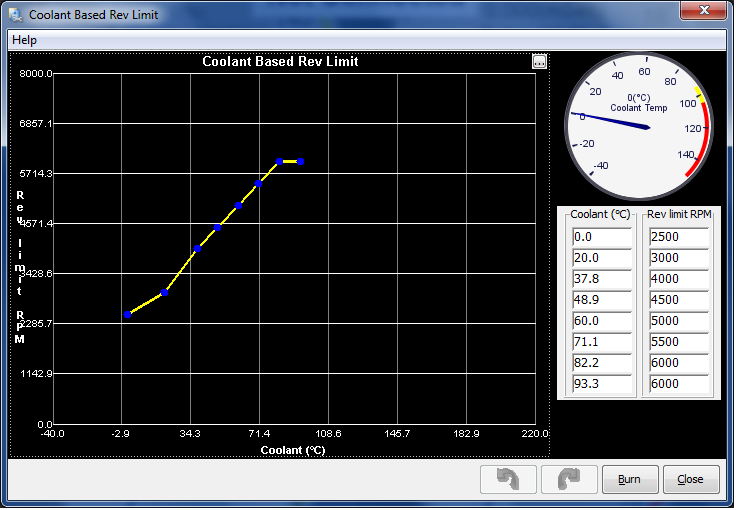 Coolant Based Rev Limit
Help
Coolant Based Rev Limit
...
8000.0
6857.1
5714.3
4571.4
3428.6
2285.7
1142.9
0.0
Rev limit RPM
-40.0 -2.9 34.3 71.4 108.6 145.7 182.9 220.0
Coolant (°C)
-40
-20
0
20
40
60
80
100
120
140
0(°C)
Coolant Temp
Coolant (°C) Rev limit RPM
0.0 2500
20.0 3000
37.8 4000
48.9 4500
60.0 5000
71.1 5500
82.2 6000
93.3 6000
Burn Close